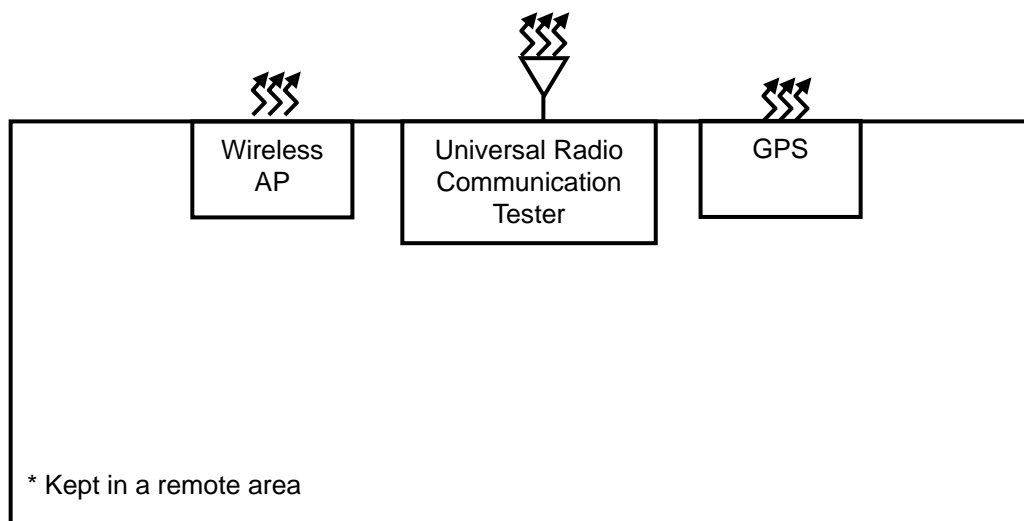 Wireless
AP
Universal Radio
Communication
Tester
GPS
* Kept in a remote area